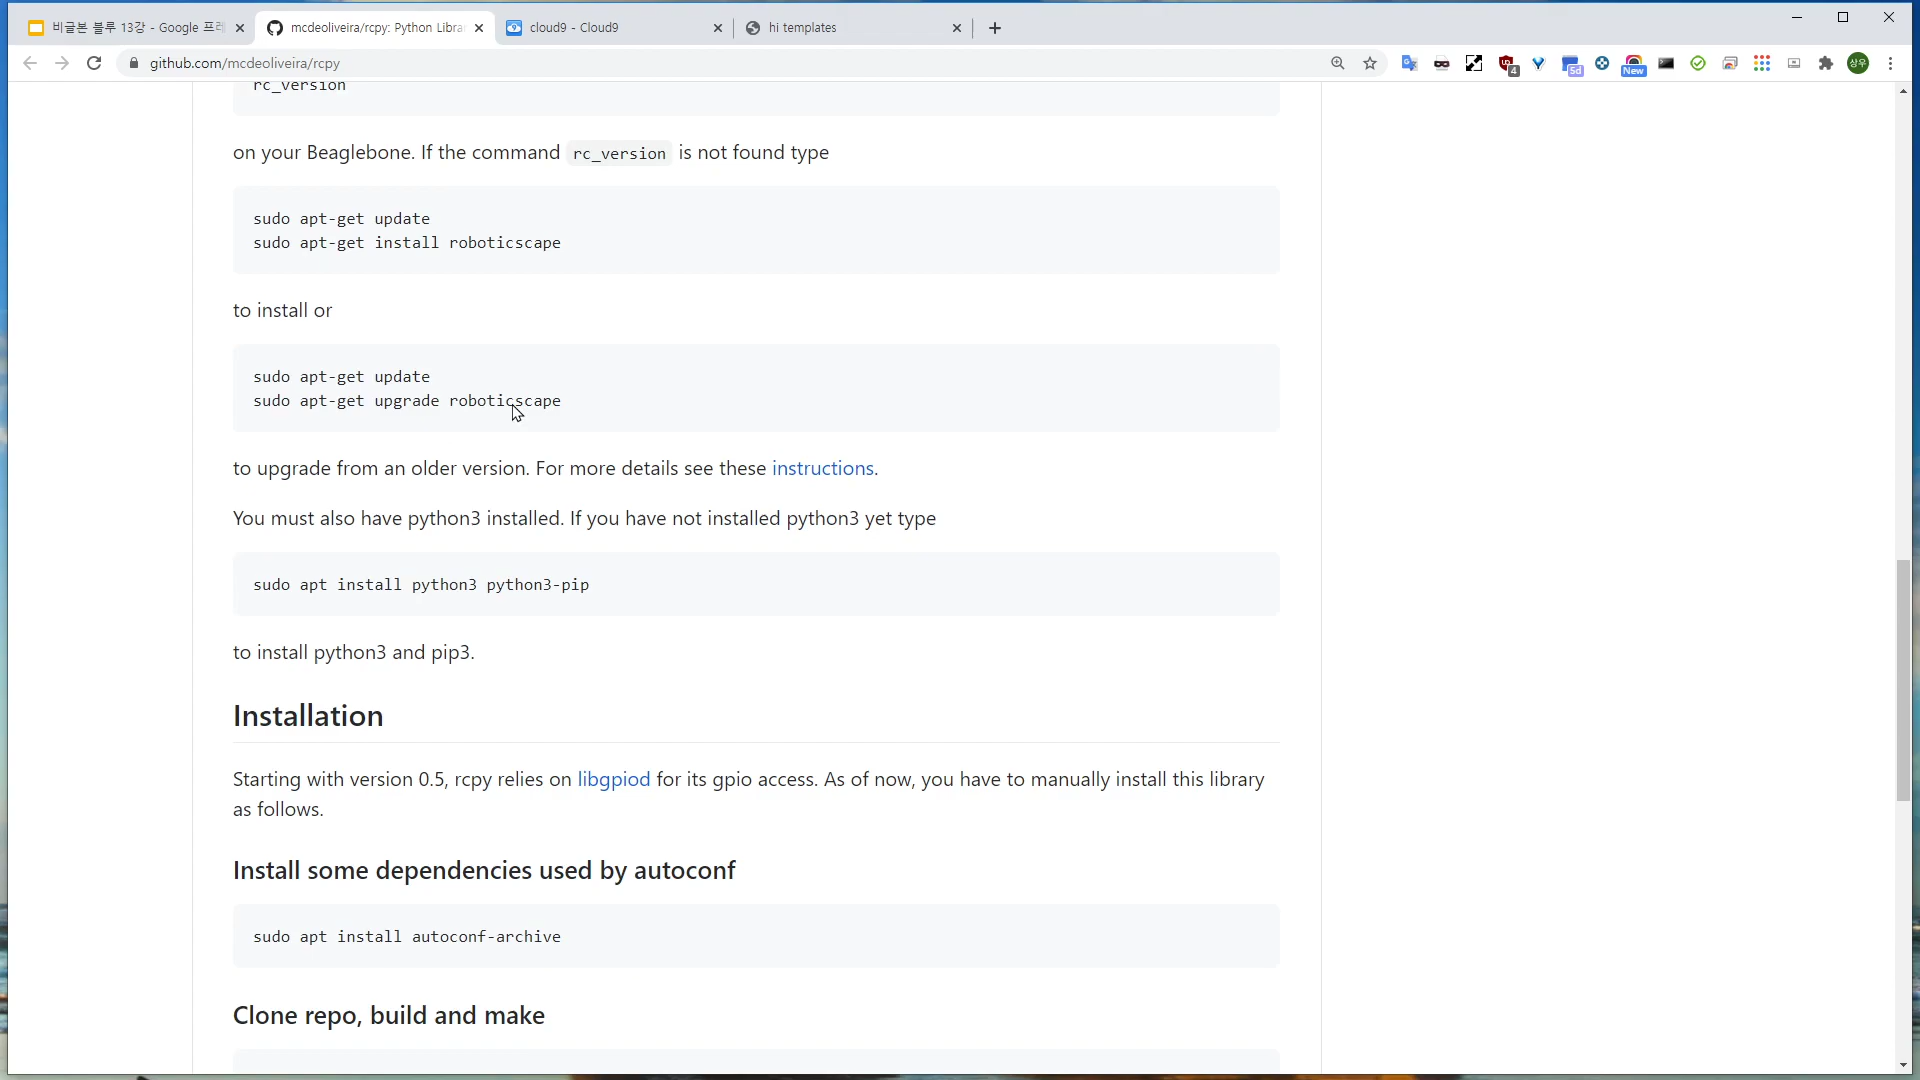 비글본 블루 13강 - Google 프레
mcdeoliveira/rcpy: Python Libra
cloud9 - Cloud9
hi templates
github.com/mcdeoliveira/rcpy
4
5d
New
상우
rc_version
on your Beaglebone. If the command rc_version is not found type
sudo apt-get update
sudo apt-get install roboticscape
to install or
sudo apt-get update
sudo apt-get upgrade roboticscape
to upgrade from an older version. For more details see these instructions.
You must also have python3 installed. If you have not installed python3 yet type
sudo apt install python3 python3-pip
to install python3 and pip3.
Installation
Starting with version 0.5, rcpy relies on libgpiod for its gpio access. As of now, you have to manually install this library
as follows.
Install some dependencies used by autoconf
sudo apt install autoconf-archive
Clone repo, build and make